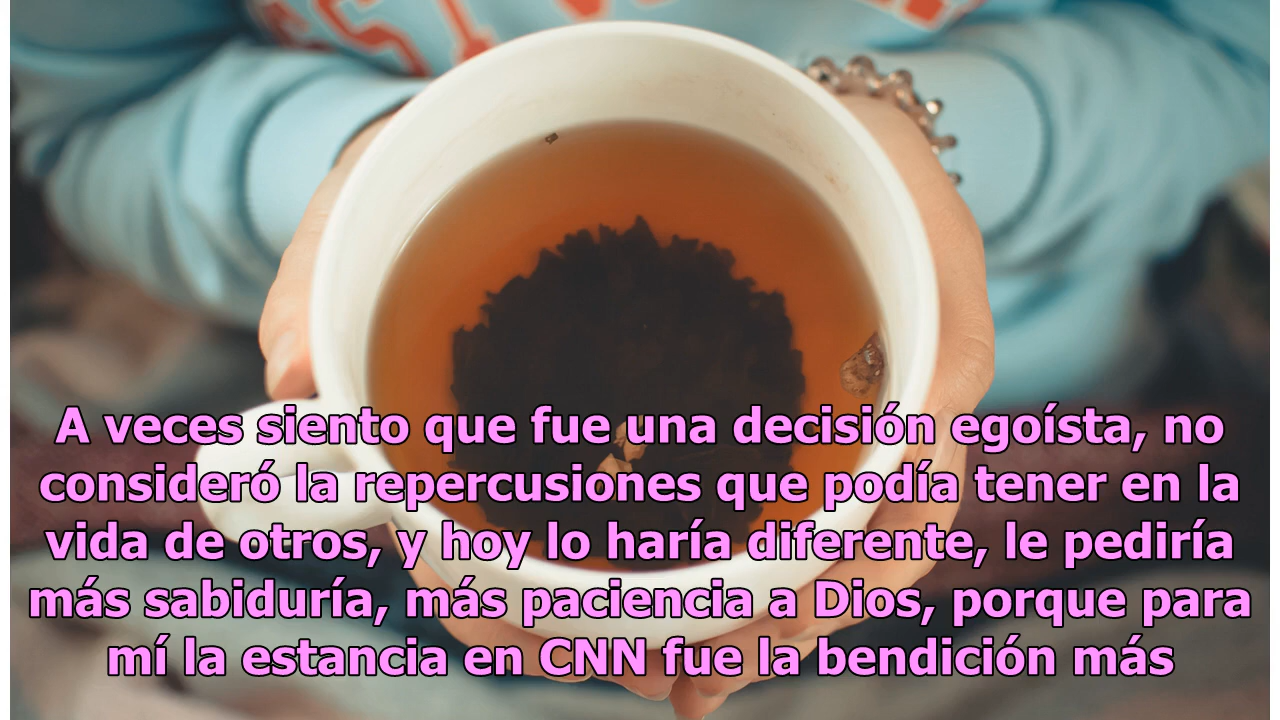 A veces siento que fue una decisión egoísta, no
consideró la repercusiones que podía tener en la
vida de otros, y hoy lo haría diferente, le pediría
más sabiduría, más paciencia a Dios, porque para
mí la estancia en CNN fue la bendición más